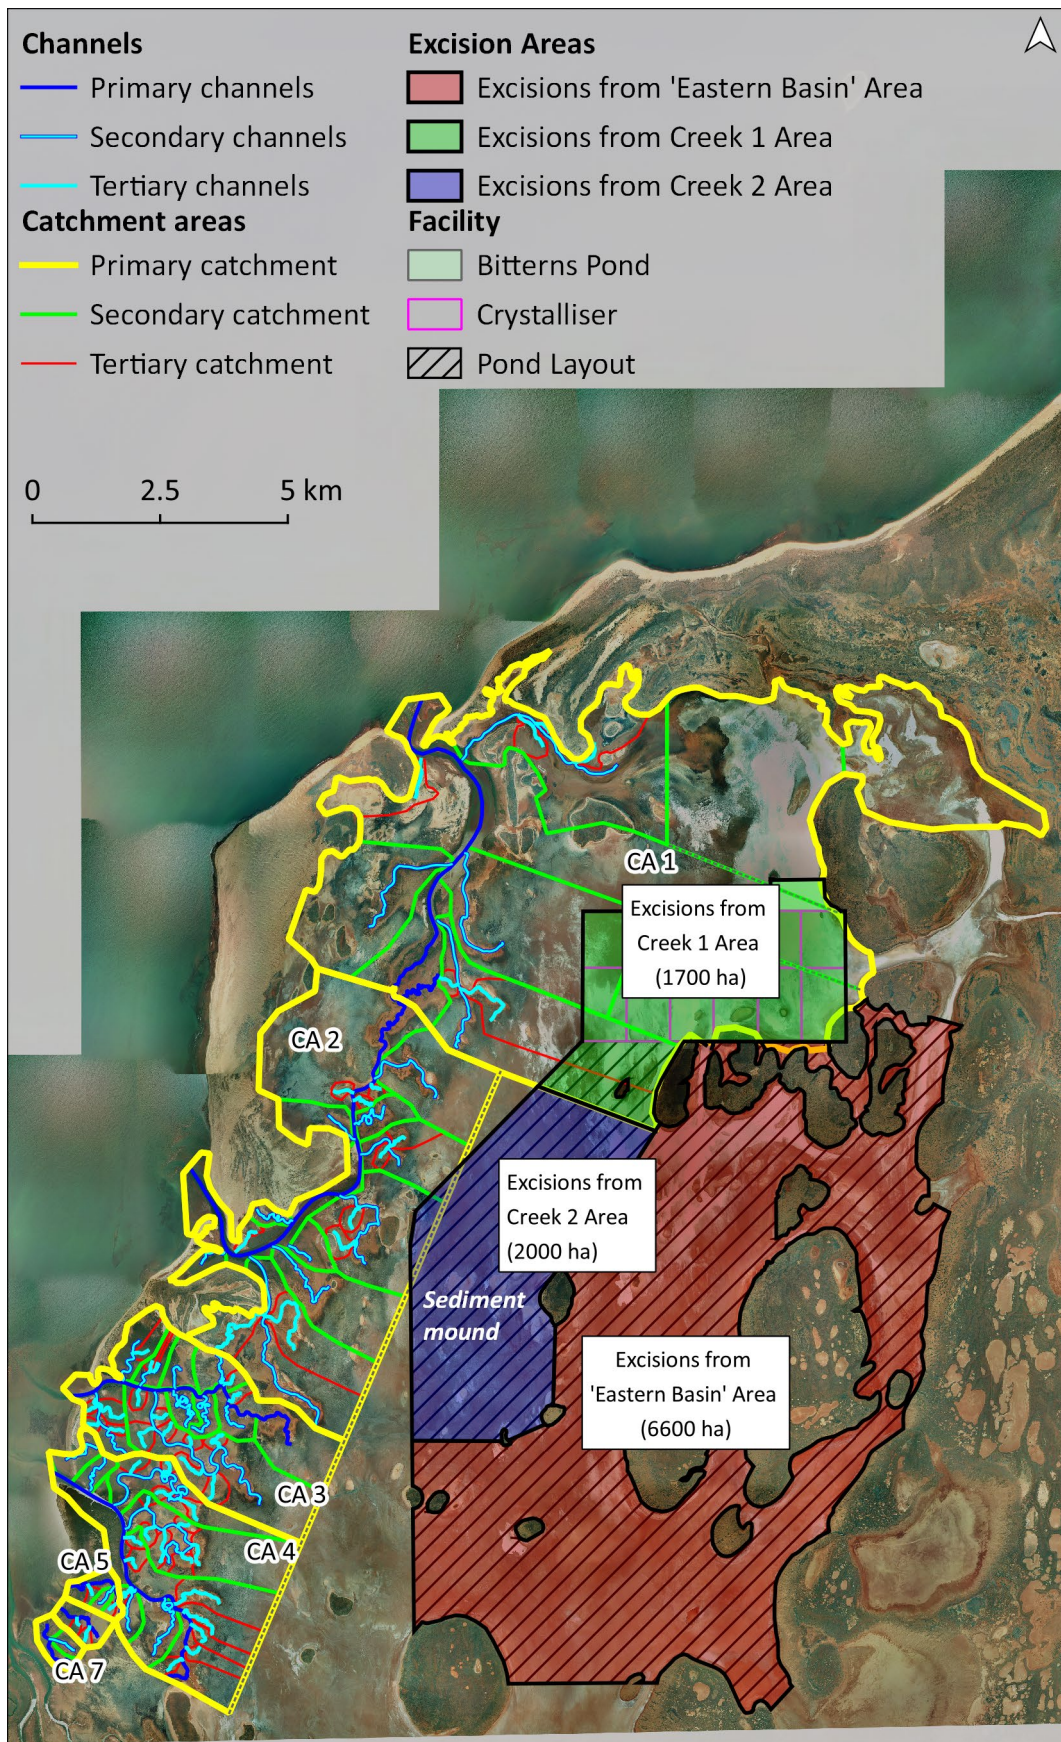 Channels
Primary channels
Secondary channels
Tertiary channels
Catchment areas
Primary catchment
Secondary catchment
Tertiary catchment
Excision Areas
Excisions from 'Eastern Basin' Area
Excisions from Creek 1 Area
Excisions from Creek 2 Area
Facility
Bitterns Pond
Crystalliser
Pond Layout
0 2.5 5 km
CA 1
Excisions from
Creek 1 Area
(1700 ha)
CA 2
Excisions from
Creek 2 Area
(2000 ha)
Sediment
mound
Excisions from
'Eastern Basin' Area
(6600 ha)
CA 3
CA 4
CA 5
CA 7